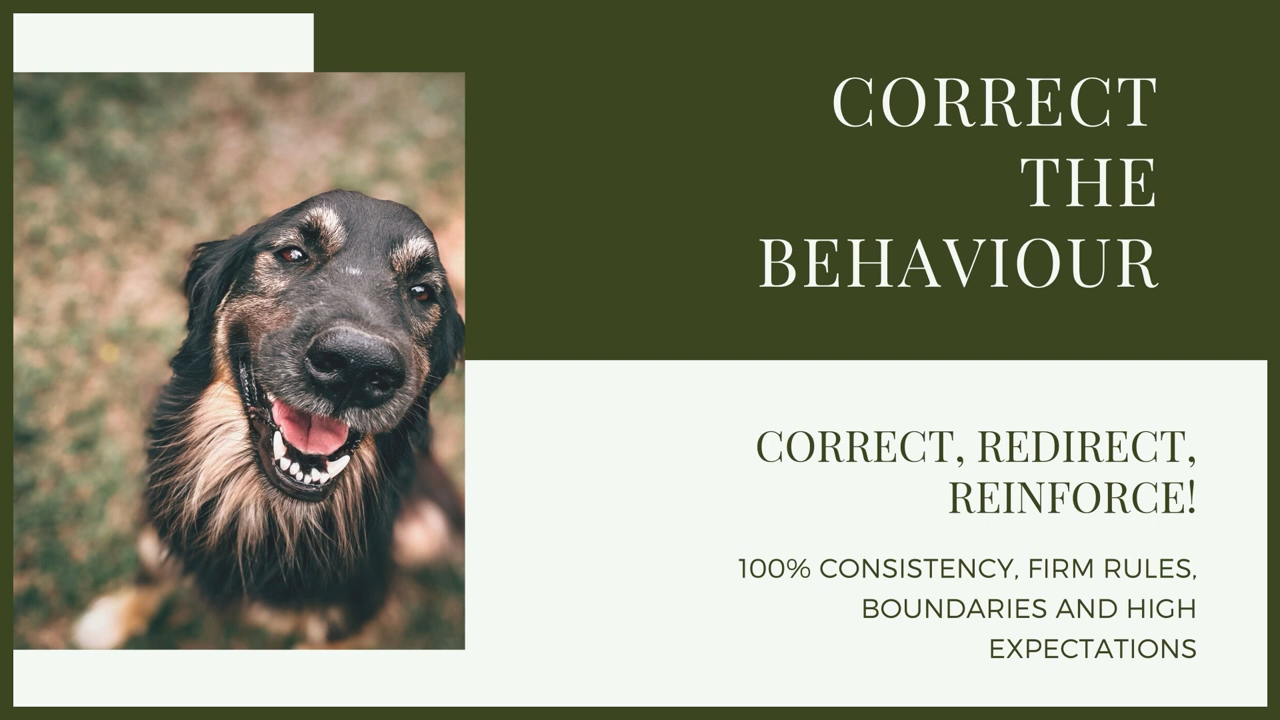 CORRECT
THE
BEHAVIOUR
CORRECT, REDIRECT,
REINFORCE!
100% CONSISTENCY, FIRM RULES,
BOUNDARIES AND HIGH
EXPECTATIONS